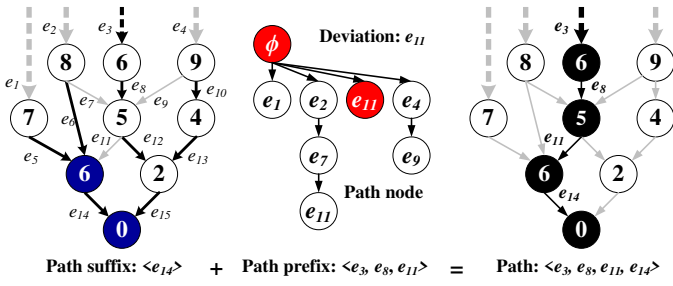 e2 e3 e4
8 6 9
e1 e8 e10
e7 e9
7 5 4
e6
e11 e12
e5 e13
6 2
e14 e15
0
Deviation: e11
ϕ
e1 e2 e11 e4
e7 e9
Path node
e11
e3
6 9
8
e8
7 5 4
e11
6 2
e14
0
Path suffix: <e14> + Path prefix: <e3, e8, e11> = Path: <e3, e8, e11, e14>